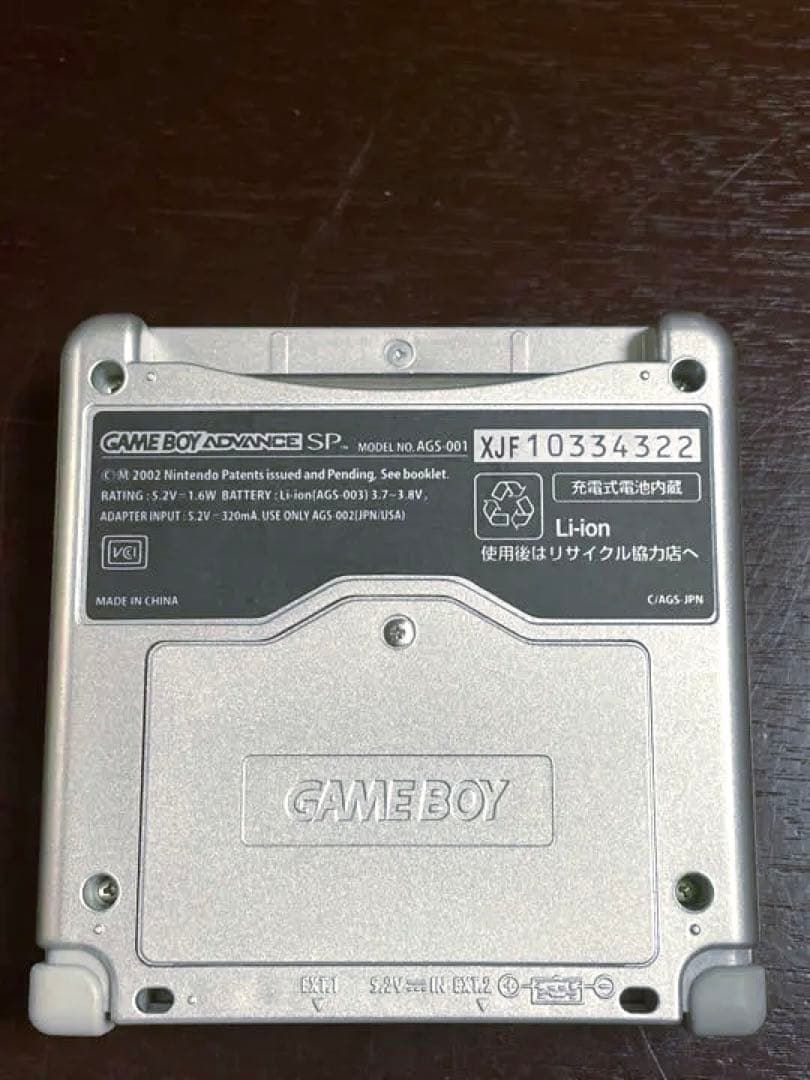 GAME BOY ADVANCE SP™ MODEL NO. AGS-001 XJF10334322
©Ⓜ 2002 Nintendo Patents issued and Pending, See booklet.
RATING : 5.2V⎓1.6W BATTERY : Li-ion(AGS-003) 3.7~3.8V,
ADAPTER INPUT : 5.2V⎓320mA. USE ONLY AGS-002(JPN/USA)
充電式電池内蔵
Li-ion
使用後はリサイクル協力店へ
VCI
MADE IN CHINA
C/AGS-JPN
GAME BOY
EXT.1 5.2V⎓IN EXT.2